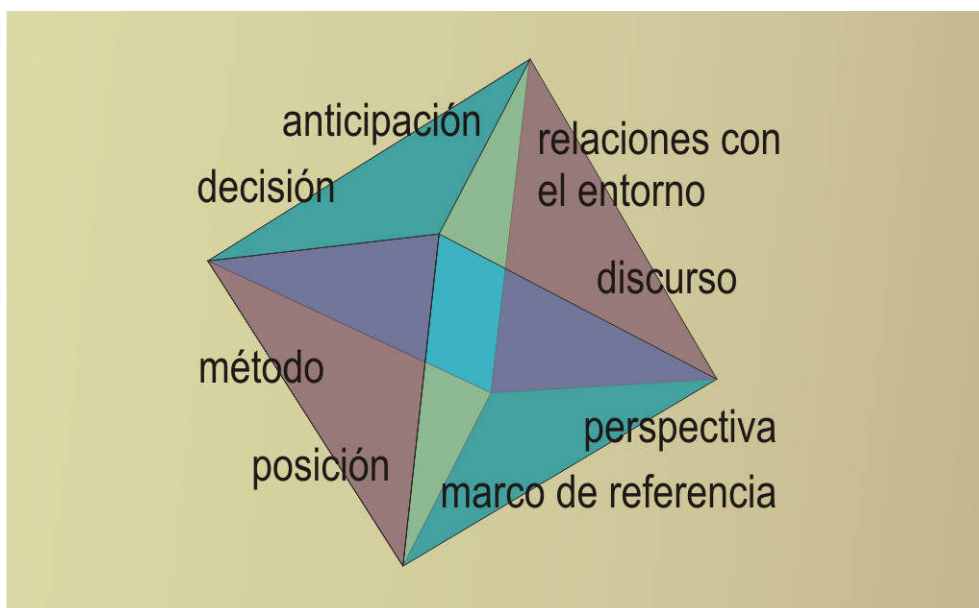 anticipación
decisión
relaciones con
el entorno
discurso
método
posición
perspectiva
marco de referencia